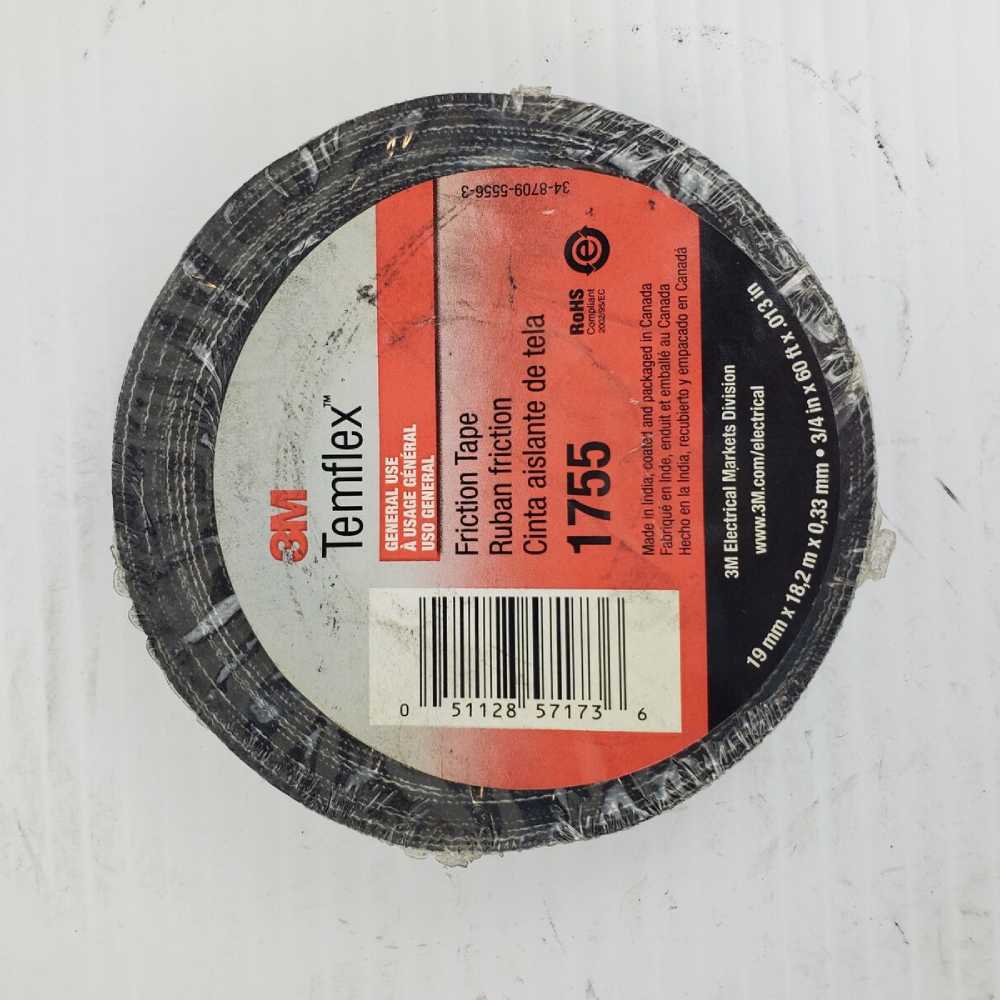 3M
Temflex™
GENERAL USE
À USAGE GÉNÉRAL
USO GENERAL
Friction Tape
Ruban friction
Cinta aislante de tela
1755
RoHS
Compliant
2002/95/EC
Made in India, coated and packaged in Canada
Fabriqué en Inde, enduit et emballé au Canada
Hecho en la India, recubierto y empacado en Canadá
3M Electrical Markets Division
www.3M.com/electrical
19 mm x 18,2 m x 0,33 mm • 3/4 in x 60 ft x .013 in
0 51128 57173 6
34-8709-5556-3
e